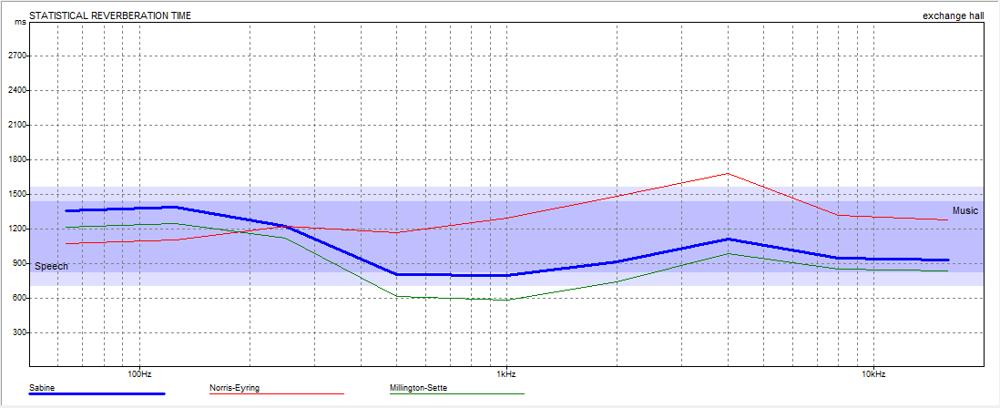 STATISTICAL REVERBERATION TIME exchange hall
ms
2700
2400
2100
1800
1500
Music
1200
900
Speech
600
300
100Hz 1kHz 10kHz
Sabine Norris-Eyring Millington-Sette